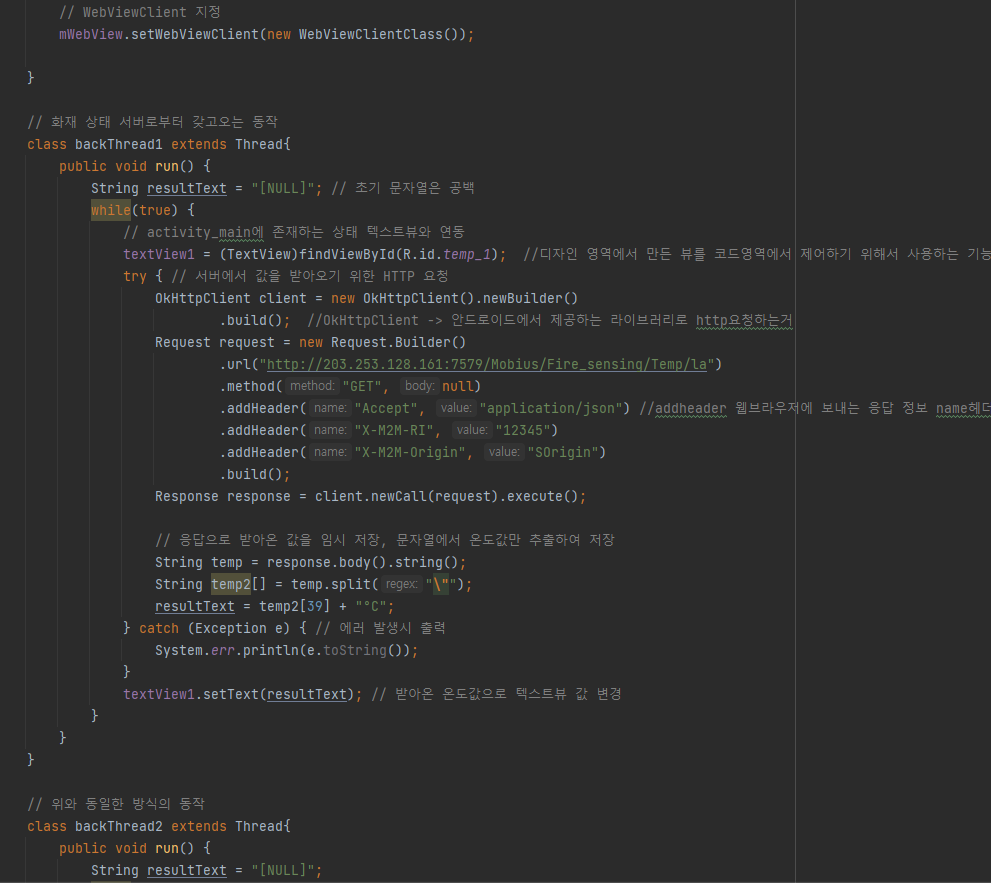 // WebViewClient 지정
mWebView.setWebViewClient(new WebViewClientClass());
}
// 화재 상태 서버로부터 갖고오는 동작
class backThread1 extends Thread{
public void run() {
String resultText = "[NULL]"; // 초기 문자열은 공백
while(true) {
// activity_main에 존재하는 상태 텍스트뷰와 연동
textView1 = (TextView)findViewById(R.id.temp_1);  //디자인 영역에서 만든 뷰를 코드영역에서 제어하기 위해서 사용하는 기능
try { // 서버에서 값을 받아오기 위한 HTTP 요청
OkHttpClient client = new OkHttpClient().newBuilder()
.build();  //OkHttpClient -> 안드로이드에서 제공하는 라이브러리로 http요청하는거
Request request = new Request.Builder()
.url("http://203.253.128.161:7579/Mobius/Fire_sensing/Temp/la")
.method( method: "GET",  body: null)
.addHeader( name: "Accept",  value: "application/json") //addheader 웹브라우저에 보내는 응답 정보 name헤더
.addHeader( name: "X-M2M-RI",  value: "12345")
.addHeader( name: "X-M2M-Origin",  value: "SOrigin")
.build();
Response response = client.newCall(request).execute();
// 응답으로 받아온 값을 임시 저장, 문자열에서 온도값만 추출하여 저장
String temp = response.body().string();
String temp2[] = temp.split( regex: "\"");
resultText = temp2[39] + "°C";
} catch (Exception e) { // 에러 발생시 출력
System.err.println(e.toString());
}
textView1.setText(resultText); // 받아온 온도값으로 텍스트뷰 값 변경
}
}
}
// 위와 동일한 방식의 동작
class backThread2 extends Thread{
public void run() {
String resultText = "[NULL]";